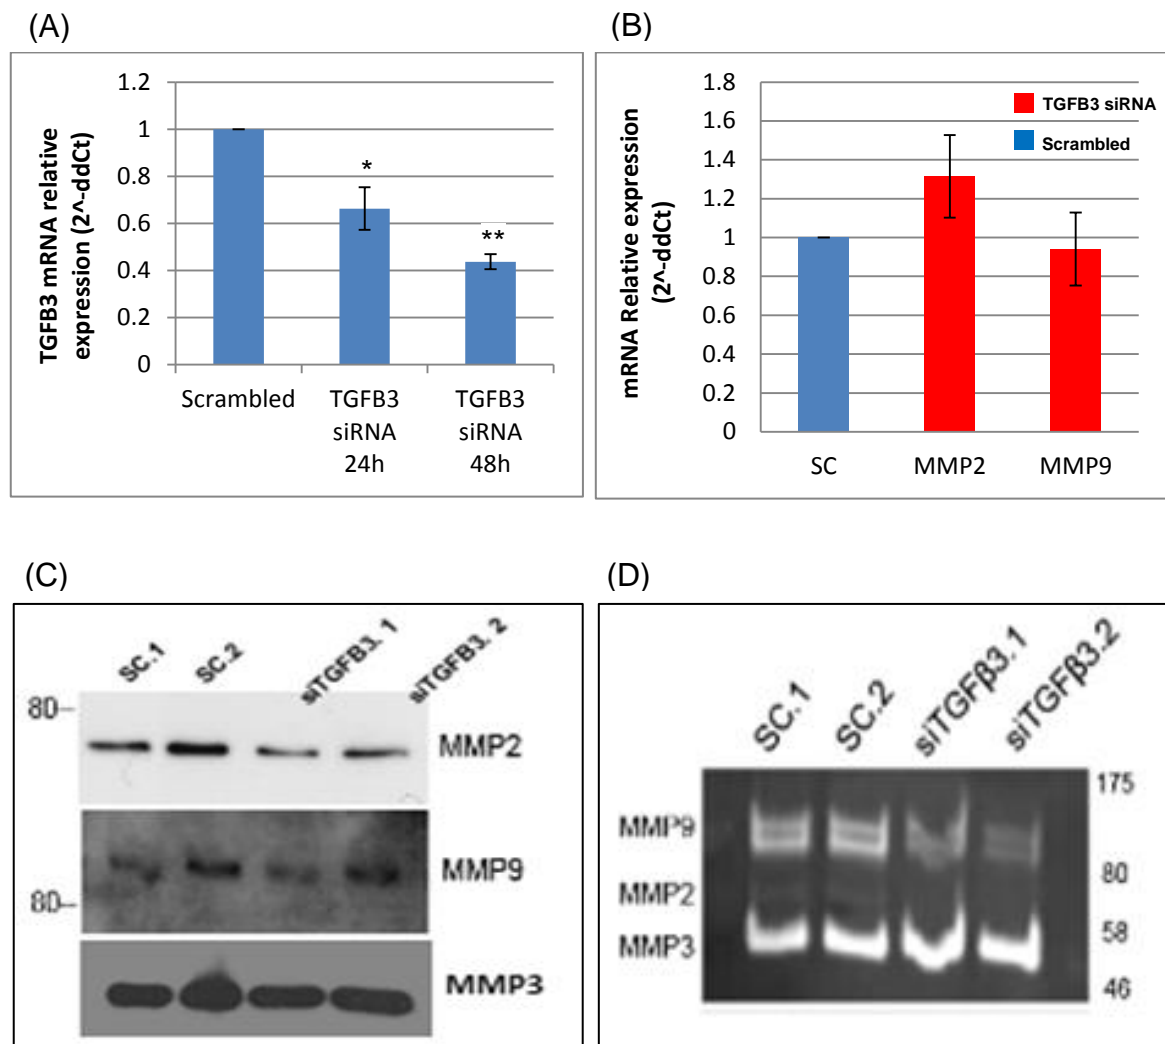 (A)
TGFB3 mRNA relative
expression (2^-ddCt)
1.2
1
0.8
0.6
0.4
0.2
0
*
**
Scrambled
TGFB3
siRNA
24h
TGFB3
siRNA
48h
(B)
mRNA Relative expression
(2^-ddCt)
1.8
1.6
1.4
1.2
1
0.8
0.6
0.4
0.2
0
TGFB3 siRNA
Scrambled
SC
MMP2
MMP9
(C)
SC.1
SC.2
siTGFB3. 1
siTGFB3. 2
80
MMP2
MMP9
80
MMP3
(D)
SC.1
SC.2
siTGFβ3.1
siTGFβ3.2
175
MMP9
80
MMP2
58
MMP3
46